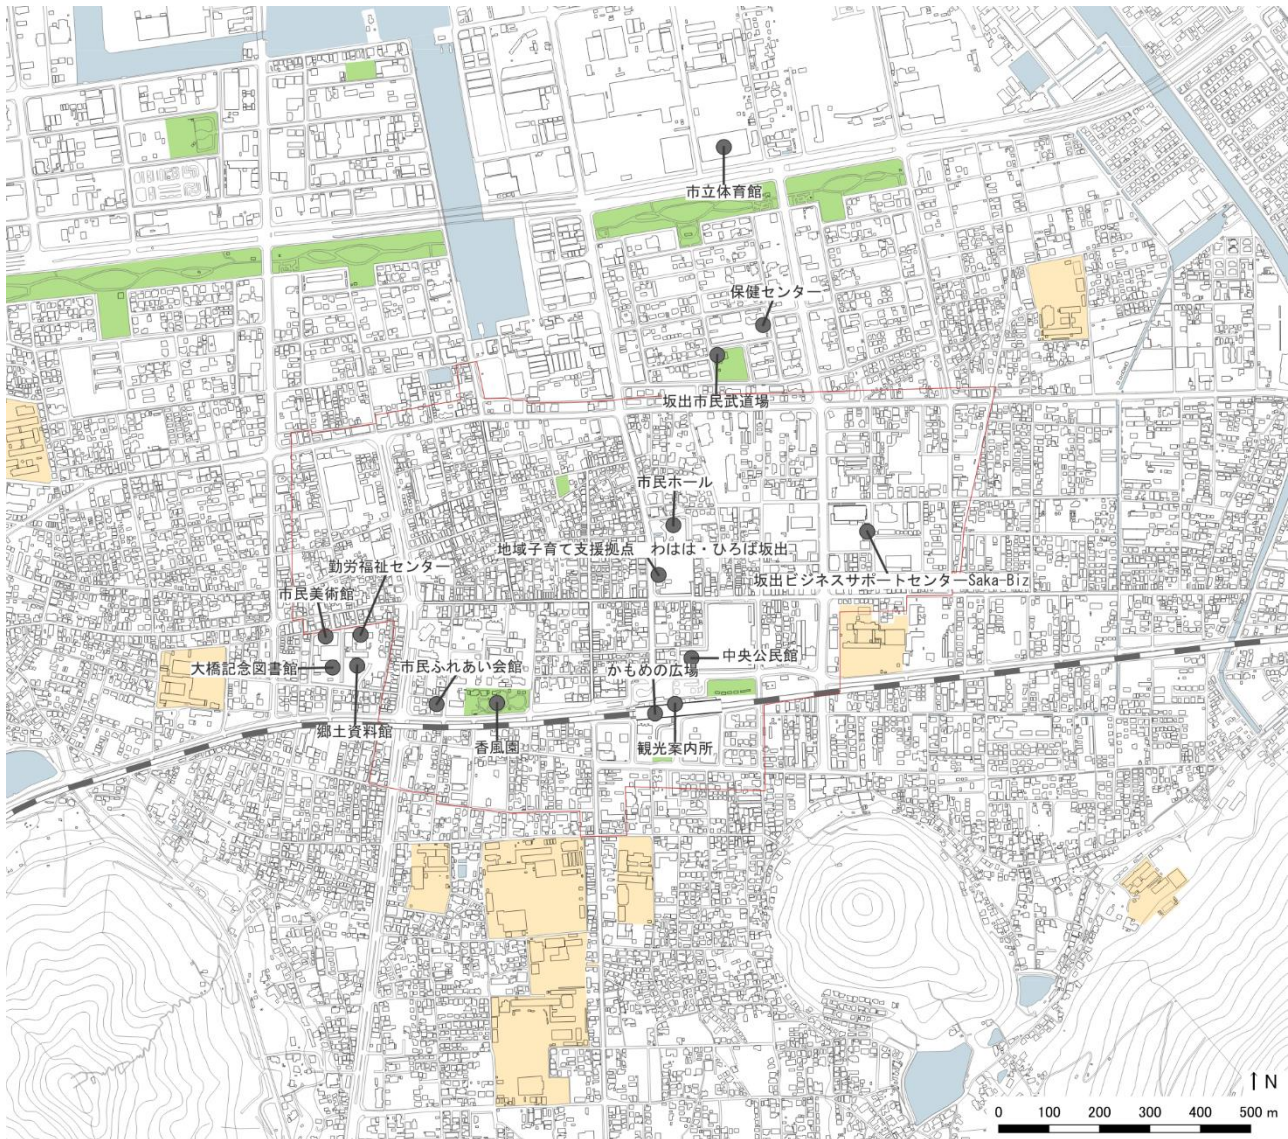 市立体育館
保健センター
坂出市民武道場
市民ホール
地域子育て支援拠点　わはは・ひろば坂出
勤労福祉センター
坂出ビジネスサポートセンターSaka-Biz
市民美術館
大橋記念図書館
市民ふれあい会館
中央公民館
かもめの広場
郷土資料館
香風園
観光案内所
↑N
0 100 200 300 400 500 m